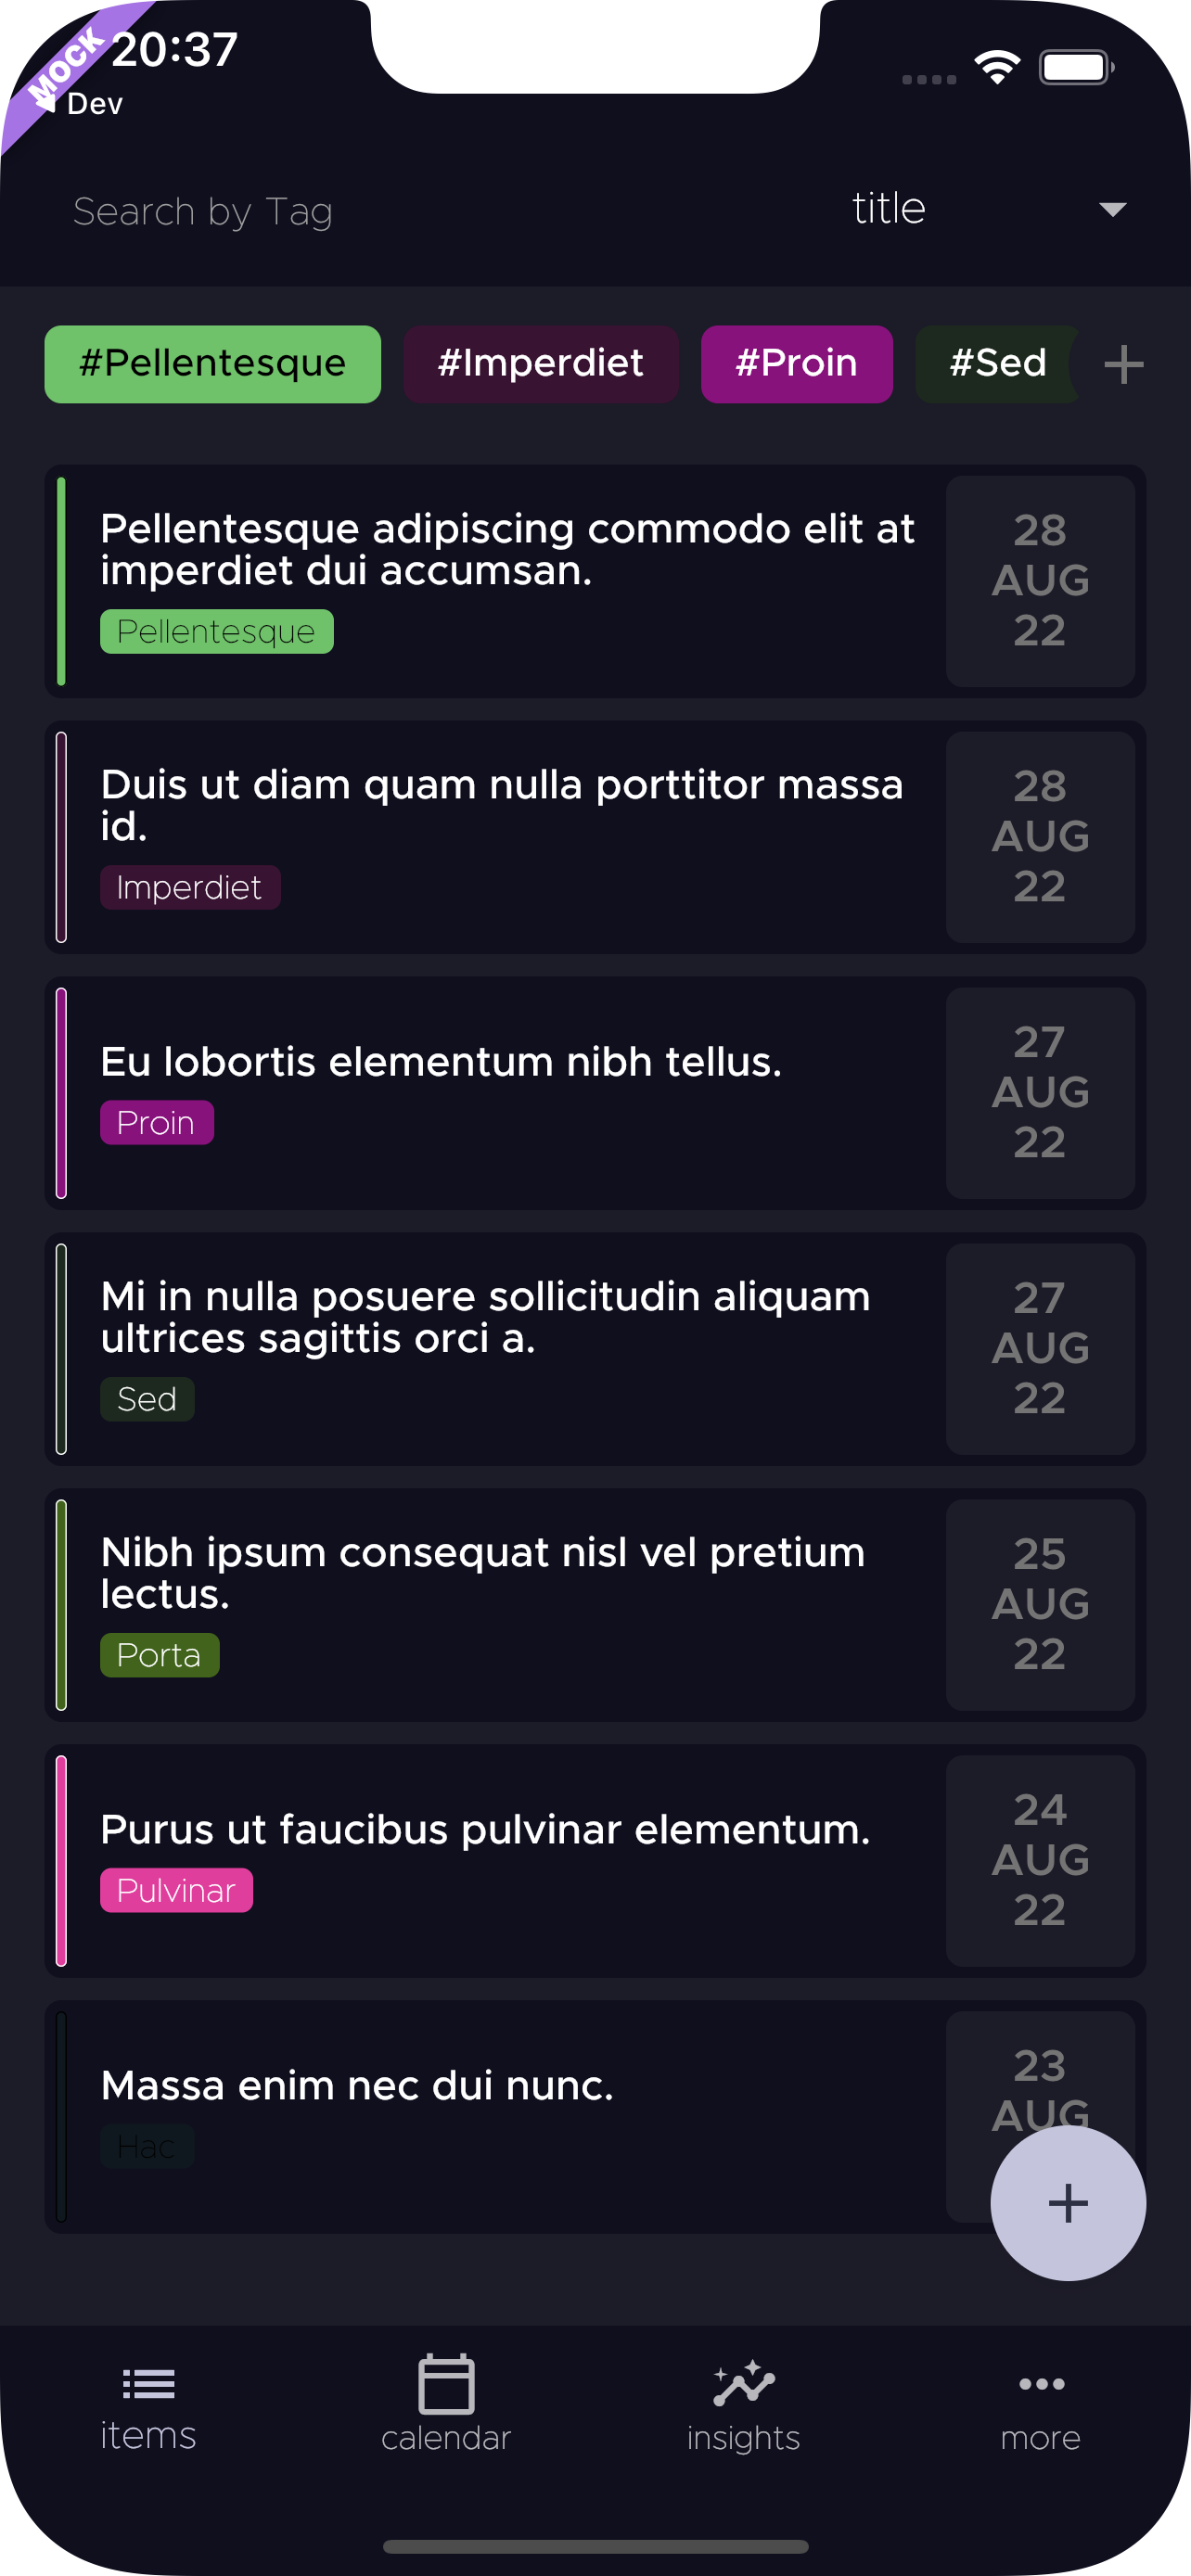 MOCK
20:37
Dev
Search by Tag
title
#Pellentesque
#Imperdiet
#Proin
#Sed
Pellentesque adipiscing commodo elit at
imperdiet dui accumsan.
Pellentesque
28
AUG
22
Duis ut diam quam nulla porttitor massa
id.
Imperdiet
28
AUG
22
Eu lobortis elementum nibh tellus.
Proin
27
AUG
22
Mi in nulla posuere sollicitudin aliquam
ultrices sagittis orci a.
Sed
27
AUG
22
Nibh ipsum consequat nisl vel pretium
lectus.
Porta
25
AUG
22
Purus ut faucibus pulvinar elementum.
Pulvinar
24
AUG
22
Massa enim nec dui nunc.
Hac
23
AUG
items
calendar
insights
more